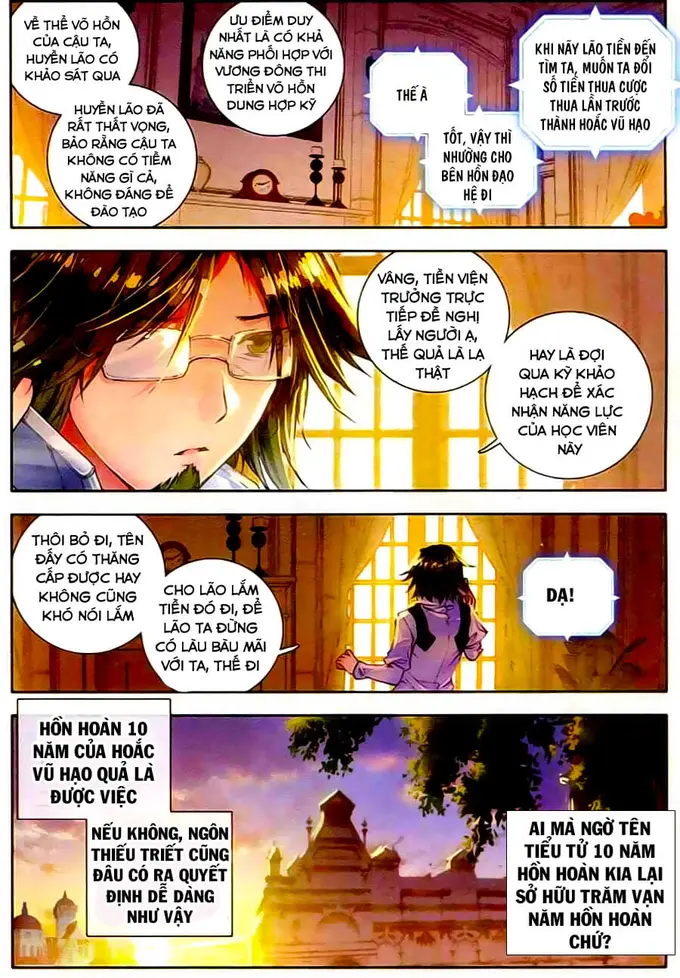 VỀ THỂ VÕ HỒN
CỦA CẬU TA,
HUYỀN LÃO CÓ
KHẢO SÁT QUA
HUYỀN LÃO ĐÃ
RẤT THẤT VỌNG,
BẢO RẰNG CẬU TA
KHÔNG CÓ TIỀM
NĂNG GÌ CẢ,
KHÔNG ĐÁNG ĐỂ
ĐÀO TẠO
ƯU ĐIỂM DUY
NHẤT LÀ CÓ KHẢ
NĂNG PHỐI HỢP VỚI
VƯƠNG ĐÔNG THI
TRIỂN VÕ HỒN
DUNG HỢP KỸ
THẾ À
TỐT, VẬY THÌ
NHƯỜNG CHO
BÊN HỒN ĐẠO
HỆ ĐI
KHI NÃY LÃO TIỀN ĐẾN
TÌM TA, MUỐN TA ĐỔI
SỐ TIỀN THUA CƯỢC
THUA LẦN TRƯỚC
THÀNH HOẮC VŨ HẠO
VÂNG, TIỀN VIỆN
TRƯỞNG TRỰC
TIẾP ĐỀ NGHỊ
LẤY NGƯỜI Ạ,
THẾ QUẢ LÀ LẠ
THẬT
HAY LÀ ĐỢI
QUA KỲ KHẢO
HẠCH ĐỂ XÁC
NHẬN NĂNG LỰC
CỦA HỌC VIÊN
NÀY
THÔI BỎ ĐI, TÊN
ĐẤY CÓ THĂNG
CẤP ĐƯỢC HAY
KHÔNG CŨNG
KHÓ NÓI LẮM
CHO LÃO LẮM
TIỀN ĐÓ ĐI, ĐỂ
LÃO TA ĐỪNG
CÓ LÀU BÀU MÃI
VỚI TA, THẾ ĐI
DẠ!
HỒN HOÀN 10
NĂM CỦA HOẮC
VŨ HẠO QUẢ LÀ
ĐƯỢC VIỆC
NẾU KHÔNG, NGÔN
THIẾU TRIẾT CŨNG
ĐÂU CÓ RA QUYẾT
ĐỊNH DỄ DÀNG
NHƯ VẬY
AI MÀ NGỜ TÊN
TIỂU TỬ 10 NĂM
HỒN HOÀN KIA LẠI
SỞ HỮU TRĂM VẠN
NĂM HỒN HOÀN
CHỨ?